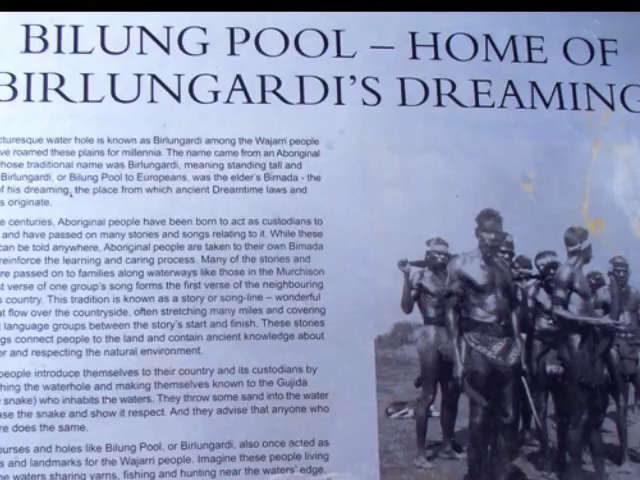 BILUNG POOL – HOME OF
BIRLUNGARDI'S DREAMING
cturesque water hole is known as Birlungardi among the Wajarri people
ve roamed these plains for millennia. The name came from an Aboriginal
hose traditional name was Birlungardi, meaning standing tall and
Birlungardi, or Bilung Pool to Europeans, was the elder's Bimada - the
f his dreaming, the place from which ancient Dreamtime laws and
s originate.
e centuries, Aboriginal people have been born to act as custodians to
and have passed on many stories and songs relating to it. While these
can be told anywhere, Aboriginal people are taken to their own Bimada
reinforce the learning and caring process. Many of the stories and
re passed on to families along waterways like those in the Murchison
t verse of one group's song forms the first verse of the neighbouring
s country. This tradition is known as a story or song-line – wonderful
at flow over the countryside, often stretching many miles and covering
t language groups between the story's start and finish. These stories
gs connect people to the land and contain ancient knowledge about
or and respecting the natural environment.
people introduce themselves to their country and its custodians by
hing the waterhole and making themselves known to the Gujida
snake) who inhabits the waters. They throw some sand into the water
ase the snake and show it respect. And they advise that anyone who
re does the same.
ourses and holes like Bilung Pool, or Birlungardi, also once acted as
s and landmarks for the Wajarri people. Imagine these people living
e waters sharing yarns, fishing and hunting near the waters' edge.